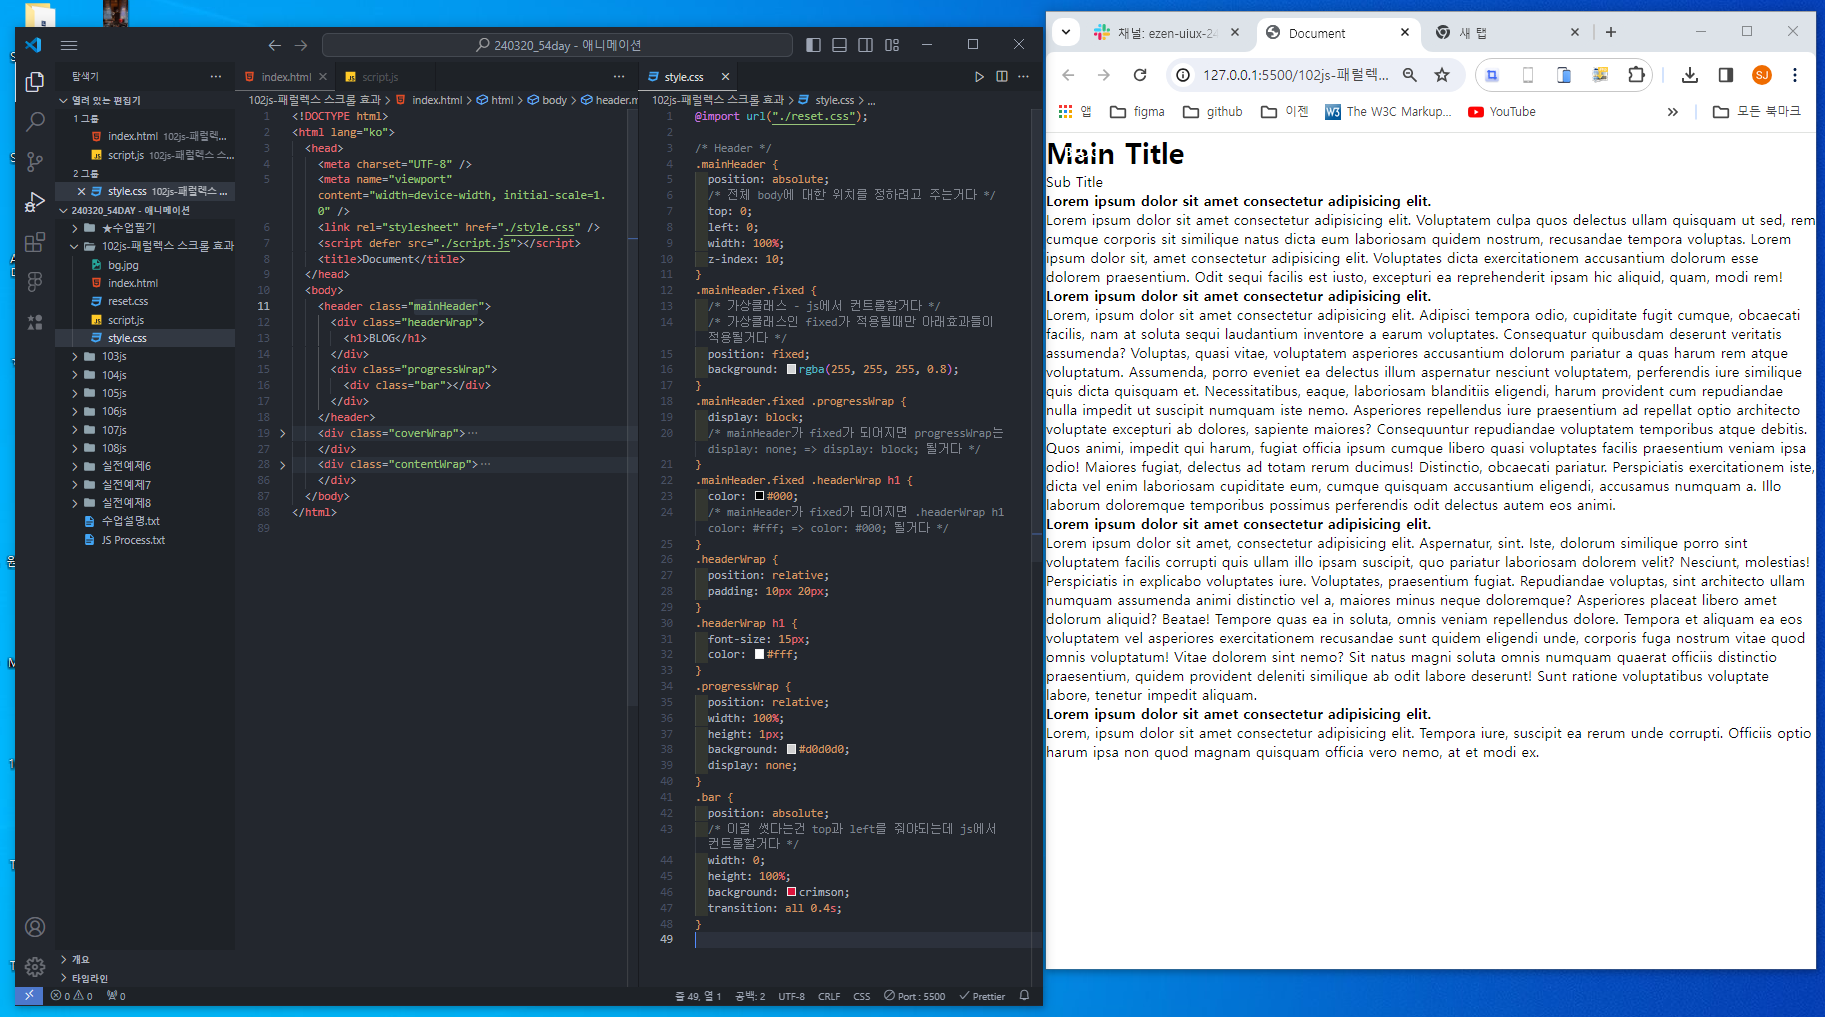 240320_54day - 애니메이션
탐색기
열려 있는 편집기
1 그룹
index.html 102js-패럴렉...
script.js 102js-패럴렉스 스...
2 그룹
style.css 102js-패럴렉스 ...
240320_54DAY - 애니메이션
★수업필기
102js-패럴렉스 스크롤 효과
bg.jpg
index.html
reset.css
script.js
style.css
103js
104js
105js
106js
107js
108js
실전예제6
실전예제7
실전예제8
수업설명.txt
JS Process.txt
개요
타임라인
index.html
script.js
102js-패럴렉스 스크롤 효과 > index.html > html > body > header.m
1 <!DOCTYPE html>
2 <html lang="ko">
3 <head>
4 <meta charset="UTF-8" />
5 <meta name="viewport"
content="width=device-width, initial-scale=1.
0" />
6 <link rel="stylesheet" href="./style.css" />
7 <script defer src="./script.js"></script>
8 <title>Document</title>
9 </head>
10 <body>
11 <header class="mainHeader">
12 <div class="headerWrap">
13 <h1>BLOG</h1>
14 </div>
15 <div class="progressWrap">
16 <div class="bar"></div>
17 </div>
18 </header>
19 <div class="coverWrap">…
27 </div>
28 <div class="contentWrap">…
86 </div>
87 </body>
88 </html>
89
style.css
102js-패럴렉스 스크롤 효과 > style.css > ...
1 @import url("./reset.css");
2
3 /* Header */
4 .mainHeader {
5 position: absolute;
6 /* 전체 body에 대한 위치를 정하려고 주는거다 */
7 top: 0;
8 left: 0;
9 width: 100%;
10 z-index: 10;
11 }
12 .mainHeader.fixed {
13 /* 가상클래스 - js에서 컨트롤할거다 */
14 /* 가상클래스인 fixed가 적용될때만 아래효과들이
적용될거다 */
15 position: fixed;
16 background: rgba(255, 255, 255, 0.8);
17 }
18 .mainHeader.fixed .progressWrap {
19 display: block;
20 /* mainHeader가 fixed가 되어지면 progressWrap는
display: none; => display: block; 될거다 */
21 }
22 .mainHeader.fixed .headerWrap h1 {
23 color: #000;
24 /* mainHeader가 fixed가 되어지면 .headerWrap h1
color: #fff; => color: #000; 될거다 */
25 }
26 .headerWrap {
27 position: relative;
28 padding: 10px 20px;
29 }
30 .headerWrap h1 {
31 font-size: 15px;
32 color: #fff;
33 }
34 .progressWrap {
35 position: relative;
36 width: 100%;
37 height: 1px;
38 background: #d0d0d0;
39 display: none;
40 }
41 .bar {
42 position: absolute;
43 /* 이걸 썻다는건 top과 left를 줘야되는데 js에서
컨트롤할거다 */
44 width: 0;
45 height: 100%;
46 background: crimson;
47 transition: all 0.4s;
48 }
49
0 0 0
줄 49, 열 1 공백: 2 UTF-8 CRLF CSS Port : 5500 Prettier
채널: ezen-uiux-24
Document
새 탭
127.0.0.1:5500/102js-패럴렉...
SJ
앱 figma github 이젠 The W3C Markup... YouTube » 모든 북마크
Main Title
Sub Title
Lorem ipsum dolor sit amet consectetur adipisicing elit.
Lorem ipsum dolor sit amet consectetur adipisicing elit. Voluptatem culpa quos delectus ullam quisquam ut sed, rem
cumque corporis sit similique natus dicta eum laboriosam quidem nostrum, recusandae tempora voluptas. Lorem
ipsum dolor sit, amet consectetur adipisicing elit. Voluptates dicta exercitationem accusantium dolorum esse
dolorem praesentium. Odit sequi facilis est iusto, excepturi ea reprehenderit ipsam hic aliquid, quam, modi rem!
Lorem ipsum dolor sit amet consectetur adipisicing elit.
Lorem, ipsum dolor sit amet consectetur adipisicing elit. Adipisci tempora odio, cupiditate fugit cumque, obcaecati
facilis, nam at soluta sequi laudantium inventore a earum voluptates. Consequatur quibusdam deserunt veritatis
assumenda? Voluptas, quasi vitae, voluptatem asperiores accusantium dolorum pariatur a quas harum rem atque
voluptatum. Assumenda, porro eveniet ea delectus illum aspernatur nesciunt voluptatem, perferendis iure similique
quis dicta quisquam et. Necessitatibus, eaque, laboriosam blanditiis eligendi, harum provident cum repudiandae
nulla impedit ut suscipit numquam iste nemo. Asperiores repellendus iure praesentium ad repellat optio architecto
voluptate excepturi ab dolores, sapiente maiores? Consequuntur repudiandae voluptatem temporibus atque debitis.
Quos animi, impedit qui harum, fugiat officia ipsum cumque libero quasi voluptates facilis praesentium veniam ipsa
odio! Maiores fugiat, delectus ad totam rerum ducimus! Distinctio, obcaecati pariatur. Perspiciatis exercitationem iste,
dicta vel enim laboriosam cupiditate eum, cumque quisquam accusantium eligendi, accusamus numquam a. Illo
laborum doloremque temporibus possimus perferendis odit delectus autem eos animi.
Lorem ipsum dolor sit amet consectetur adipisicing elit.
Lorem ipsum dolor sit amet, consectetur adipisicing elit. Aspernatur, sint. Iste, dolorum similique porro sint
voluptatem facilis corrupti quis ullam illo ipsam suscipit, quo pariatur laboriosam dolorem velit? Nesciunt, molestias!
Perspiciatis in explicabo voluptates iure. Voluptates, praesentium fugiat. Repudiandae voluptas, sint architecto ullam
numquam assumenda animi distinctio vel a, maiores minus neque doloremque? Asperiores placeat libero amet
dolorum aliquid? Beatae! Tempore quas ea in soluta, omnis veniam repellendus dolore. Tempora et aliquam ea eos
voluptatem vel asperiores exercitationem recusandae sunt quidem eligendi unde, corporis fuga nostrum vitae quod
omnis voluptatum! Vitae dolorem sint nemo? Sit natus magni soluta omnis numquam quaerat officiis distinctio
praesentium, quidem provident deleniti similique ab odit labore deserunt! Sunt ratione voluptatibus voluptate
labore, tenetur impedit aliquam.
Lorem ipsum dolor sit amet consectetur adipisicing elit.
Lorem, ipsum dolor sit amet consectetur adipisicing elit. Tempora iure, suscipit ea rerum unde corrupti. Officiis optio
harum ipsa non quod magnam quisquam officia vero nemo, at et modi ex.